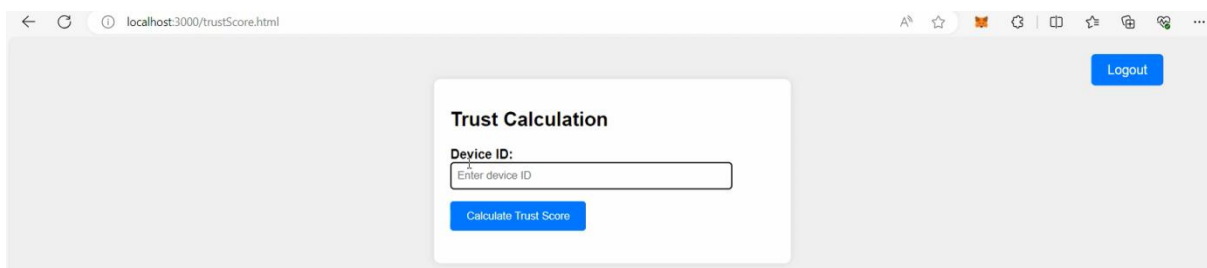 localhost:3000/trustScore.html
Logout
Trust Calculation
Device ID:
Enter device ID
Calculate Trust Score